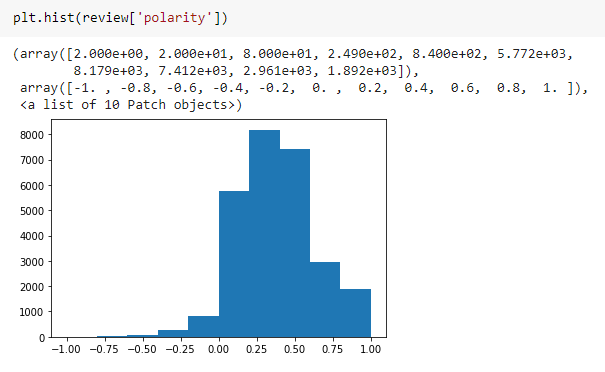 plt.hist(review['polarity'])
(array([2.000e+00, 2.000e+01, 8.000e+01, 2.490e+02, 8.400e+02, 5.772e+03,
8.179e+03, 7.412e+03, 2.961e+03, 1.892e+03]),
array([-1. , -0.8, -0.6, -0.4, -0.2, 0. , 0.2, 0.4, 0.6, 0.8, 1. ]),
<a list of 10 Patch objects>)
8000
7000
6000
5000
4000
3000
2000
1000
0
−1.00 −0.75 −0.50 −0.25 0.00 0.25 0.50 0.75 1.00